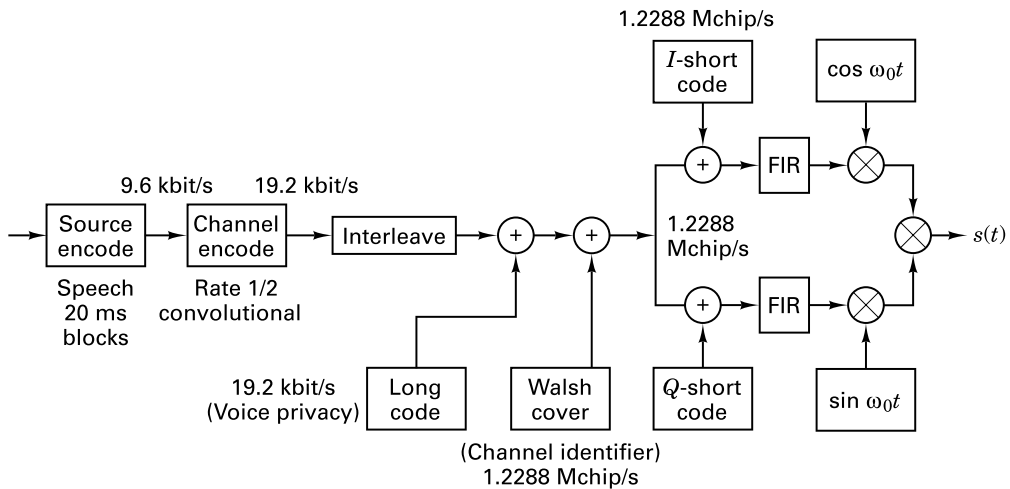 1.2288 Mchip/s
I-short
code
cos ω₀t
+
FIR
9.6 kbit/s
19.2 kbit/s
Source
encode
Channel
encode
Interleave
+
+
1.2288
Mchip/s
s(t)
Speech
20 ms
blocks
Rate 1/2
convolutional
+
FIR
19.2 kbit/s
(Voice privacy)
Long
code
Walsh
cover
Q-short
code
sin ω₀t
(Channel identifier)
1.2288 Mchip/s